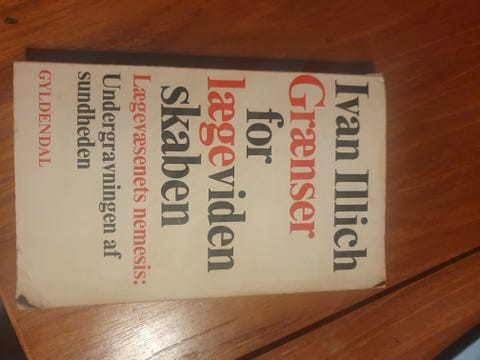 Ivan Illich
Grænser
for
lægeviden
skaben
Lægevæsenets nemesis:
Undergravningen af
sundheden
GYLDENDAL